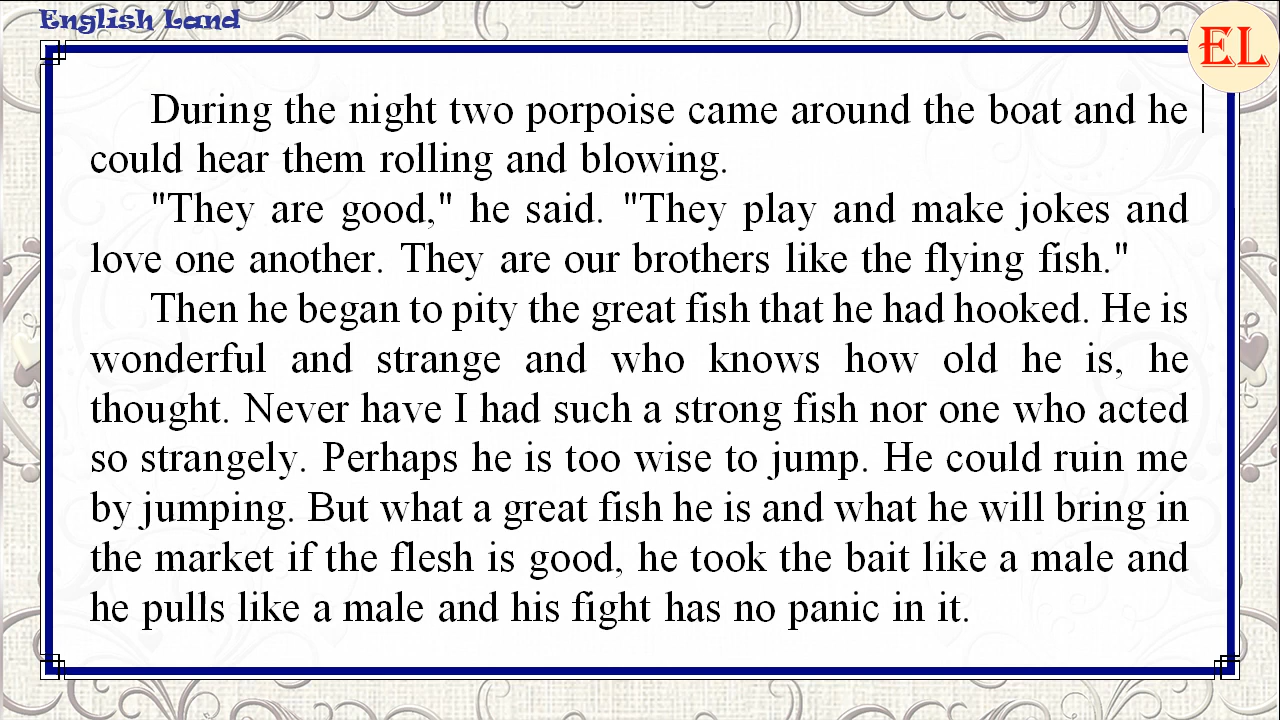 English Land
EL
During the night two porpoise came around the boat and he
could hear them rolling and blowing.
"They are good," he said. "They play and make jokes and
love one another. They are our brothers like the flying fish."
Then he began to pity the great fish that he had hooked. He is
wonderful and strange and who knows how old he is, he
thought. Never have I had such a strong fish nor one who acted
so strangely. Perhaps he is too wise to jump. He could ruin me
by jumping. But what a great fish he is and what he will bring in
the market if the flesh is good, he took the bait like a male and
he pulls like a male and his fight has no panic in it.